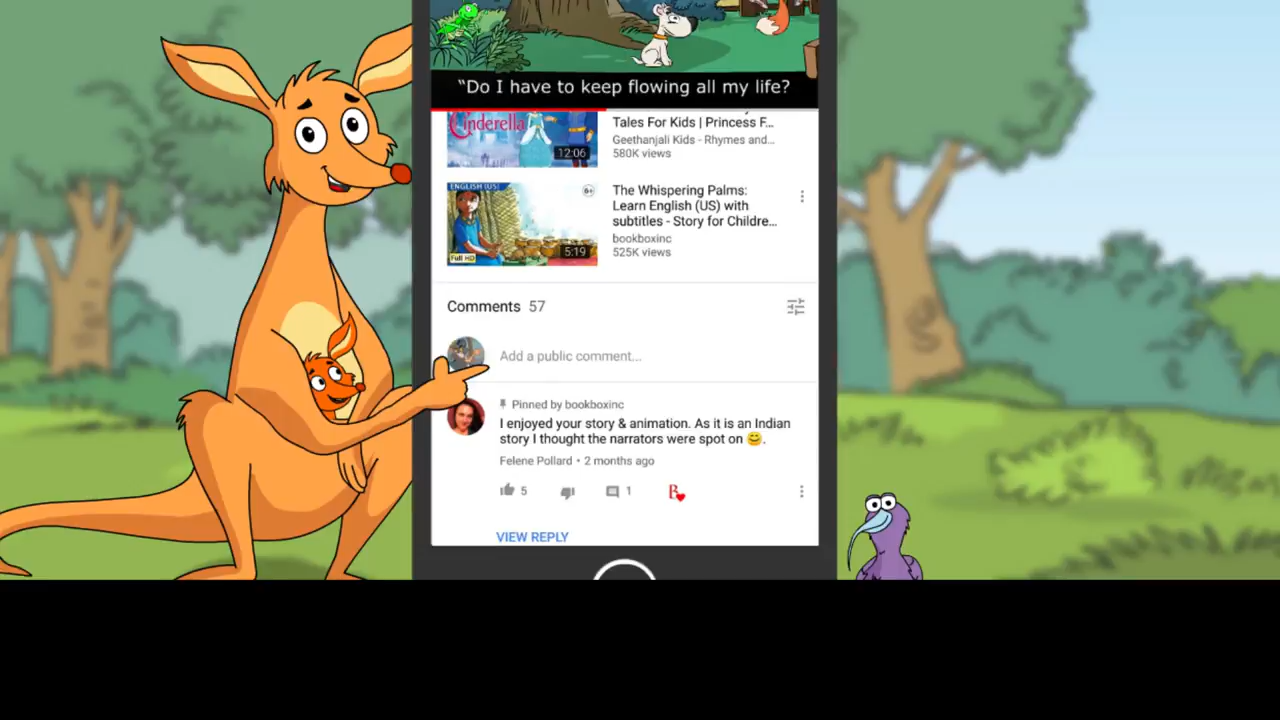 “Do I have to keep flowing all my life?
Cinderella
12:06
Tales For Kids | Princess F...
Geethanjali Kids - Rhymes and...
580K views
ENGLISH (US)
6+
Full HD
5:19
The Whispering Palms:
Learn English (US) with
subtitles - Story for Childre...
bookboxinc
525K views
Comments 57
Add a public comment...
Pinned by bookboxinc
I enjoyed your story & animation. As it is an Indian
story I thought the narrators were spot on 😊.
Felene Pollard • 2 months ago
5
1
B
VIEW REPLY